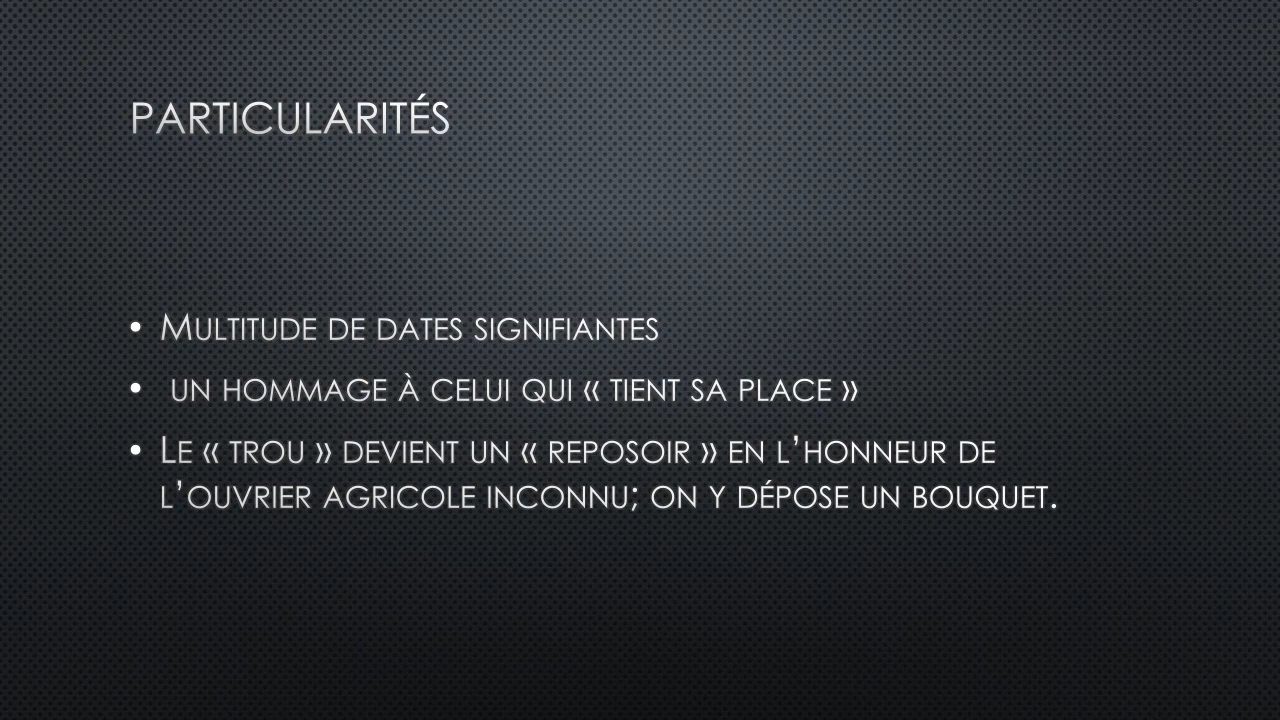 PARTICULARITÉS
• MULTITUDE DE DATES SIGNIFIANTES
• UN HOMMAGE À CELUI QUI « TIENT SA PLACE »
• LE « TROU » DEVIENT UN « REPOSOIR » EN L’HONNEUR DE
L’OUVRIER AGRICOLE INCONNU; ON Y DÉPOSE UN BOUQUET.